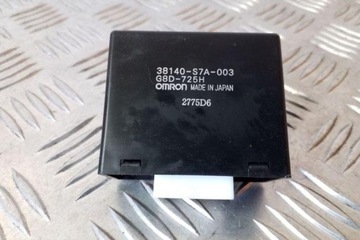 38140-S7A-003
G8D-725H
OMRON MADE IN JAPAN
2775D6